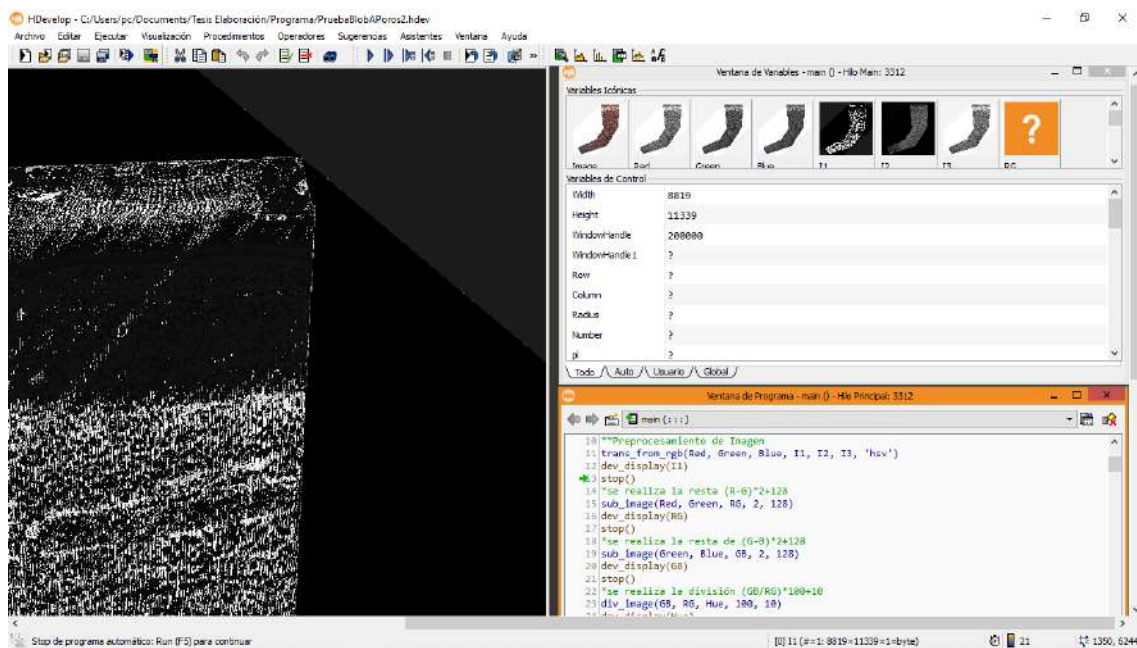 HDevelop - C:/Users/pc/Documents/Tesis Elaboración/Programa/PruebaBlobAPoros2.hdev
Archivo Editar Ejecutar Visualización Procedimentos Operadores Sugerencias Asistentes Ventana Ayuda
Ventana de Variables - main () - Hilo Main: 3312
Variables Icónicas
?
Image Red Green Blue I1 I2 I3 RG
Variables de Control
Width 8819
Height 11339
WindowHandle 200000
WindowHandle1 ?
Row ?
Column ?
Radius ?
Number ?
pi ?
Todo Auto Usuario Global
Ventana de Programa - main () - Hilo Principal: 3312
main (:::)
10 **Preprocesamiento de Imagen
11 trans_from_rgb(Red, Green, Blue, I1, I2, I3, 'hsv')
12 dev_display(I1)
13 stop()
14 *se realiza la resta (R-G)*2+128
15 sub_image(Red, Green, RG, 2, 128)
16 dev_display(RG)
17 stop()
18 *se realiza la resta de (G-B)*2+128
19 sub_image(Green, Blue, GB, 2, 128)
20 dev_display(GB)
21 stop()
22 *se realiza la división (GB/RG)*100+10
23 div_image(GB, RG, Hue, 100, 10)
24 dev_display(Hue)
Stop de programa automático: Run (F5) para continuar
[0] I1 (#=1: 8819×11339×1×byte)
21
1350, 6244